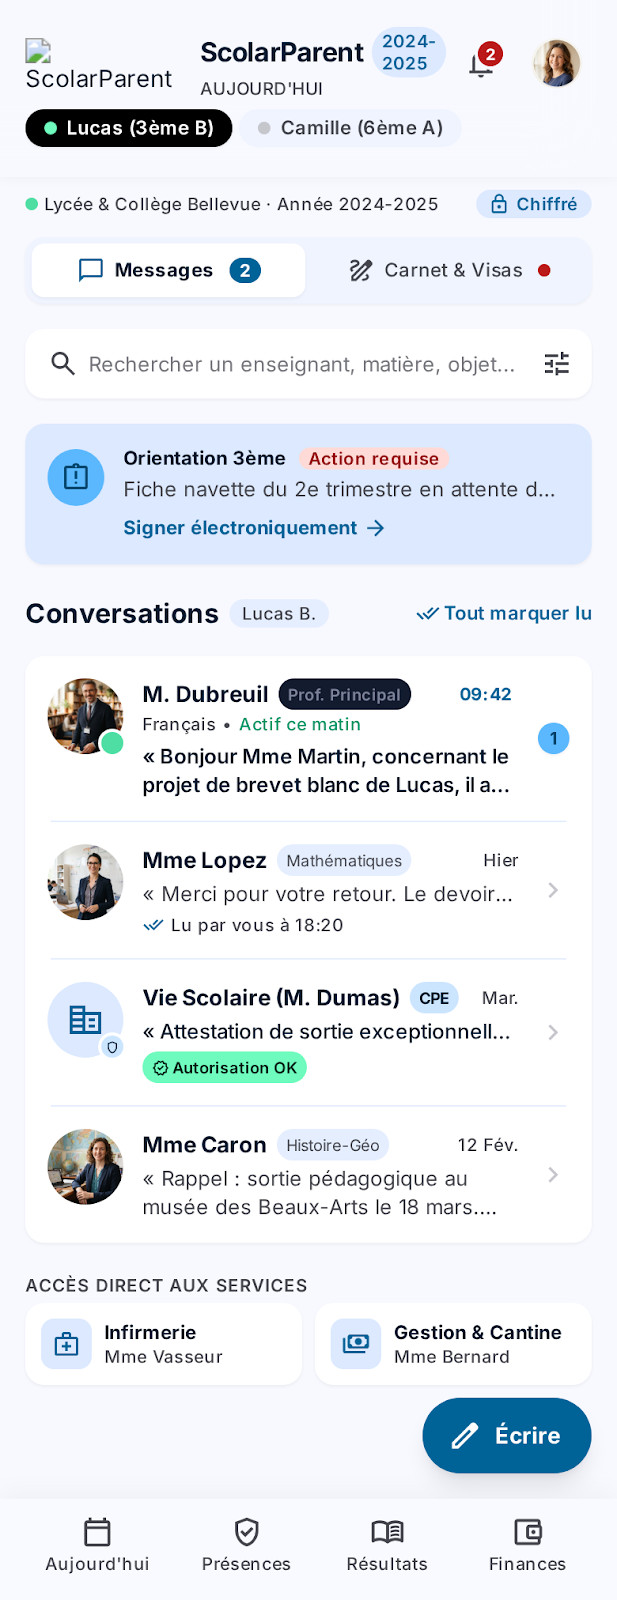 ScolarParent
ScolarParent
2024-
2025
2
AUJOURD'HUI
Lucas (3ème B)
Camille (6ème A)
Lycée & Collège Bellevue · Année 2024-2025
Chiffré
Messages 2
Carnet & Visas
Rechercher un enseignant, matière, objet...
Orientation 3ème Action requise
Fiche navette du 2e trimestre en attente d...
Signer électroniquement →
Conversations Lucas B.
Tout marquer lu
M. Dubreuil Prof. Principal 09:42
Français • Actif ce matin
« Bonjour Mme Martin, concernant le
projet de brevet blanc de Lucas, il a...
1
Mme Lopez Mathématiques Hier
« Merci pour votre retour. Le devoir...
Lu par vous à 18:20
Vie Scolaire (M. Dumas) CPE Mar.
« Attestation de sortie exceptionnell...
Autorisation OK
Mme Caron Histoire-Géo 12 Fév.
« Rappel : sortie pédagogique au
musée des Beaux-Arts le 18 mars....
ACCÈS DIRECT AUX SERVICES
Infirmerie
Mme Vasseur
Gestion & Cantine
Mme Bernard
Écrire
Aujourd'hui
Présences
Résultats
Finances